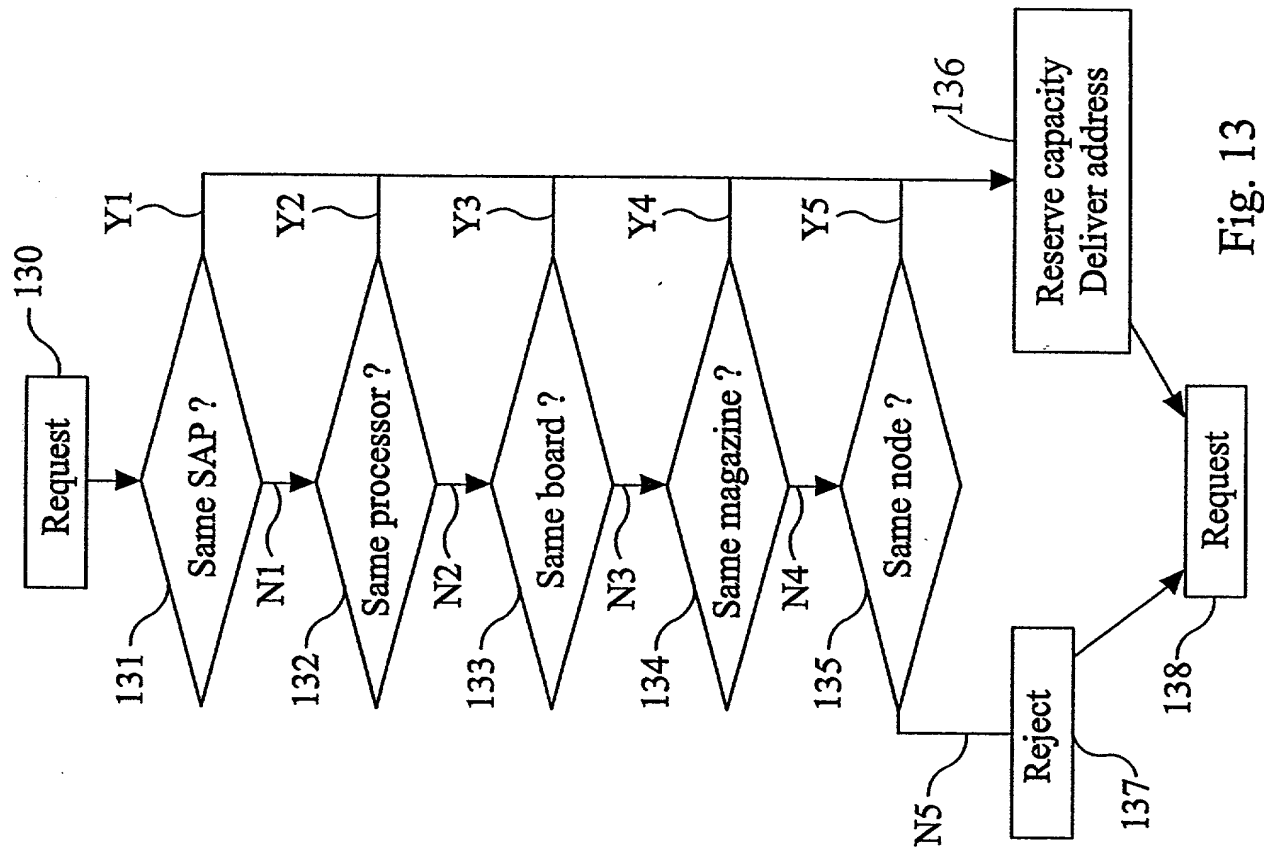 Request
130
131
Same SAP ?
Y1
N1
132
Same processor ?
Y2
N2
133
Same board ?
Y3
N3
134
Same magazine ?
Y4
N4
135
Same node ?
Y5
N5
Reject
137
136
Reserve capacity
Deliver address
Request
138
Fig. 13